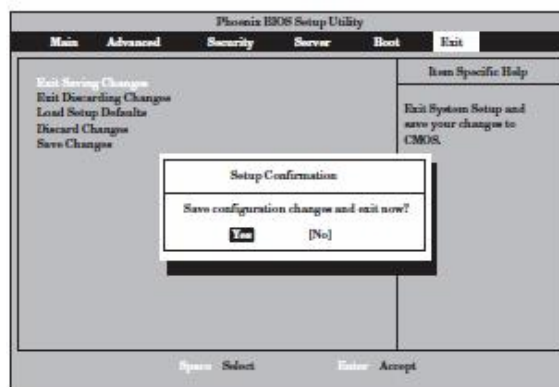 Phoenix BIOS Setup Utility
Main Advanced Security Server Boot Exit
Item Specific Help
Exit Saving Changes
Exit Discarding Changes
Load Setup Defaults
Discard Changes
Save Changes
Exit System Setup and
save your changes to
CMOS.
Setup Confirmation
Save configuration changes and exit now?
Yes [No]
Space Select Enter Accept